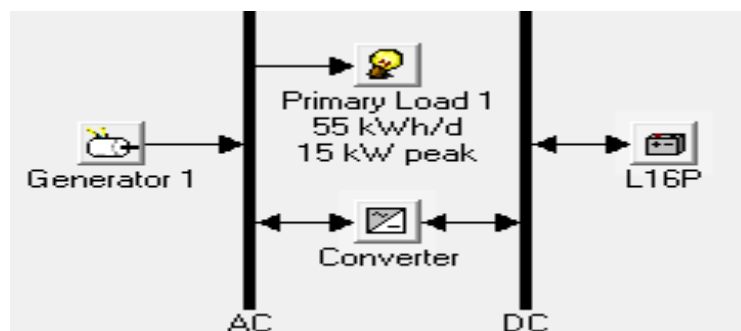 Primary Load 1
55 kWh/d
15 kW peak
Generator 1
L16P
Converter
AC
DC